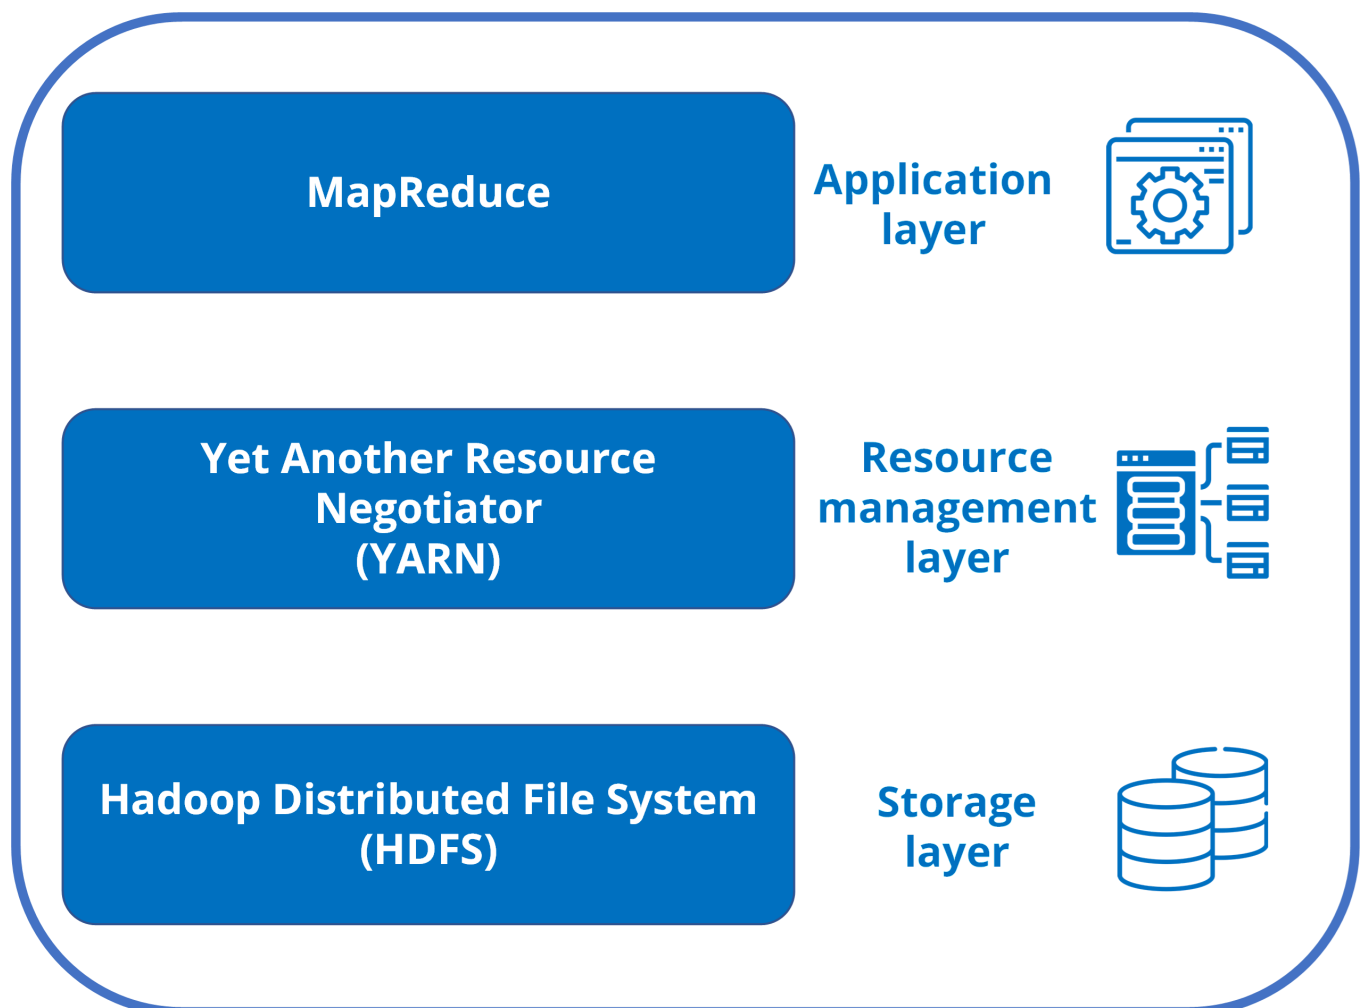 MapReduce
Application
layer
Yet Another Resource
Negotiator
(YARN)
Resource
management
layer
Hadoop Distributed File System
(HDFS)
Storage
layer